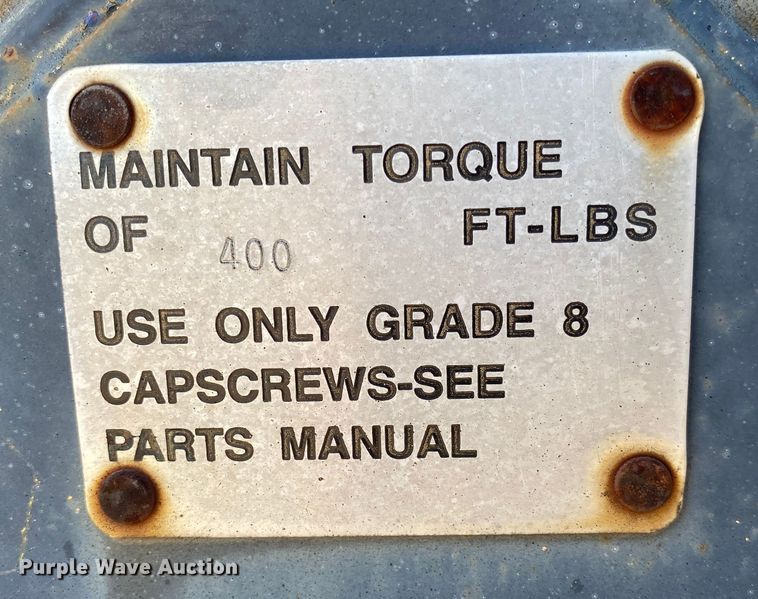 MAINTAIN TORQUE
OF 400 FT-LBS
USE ONLY GRADE 8
CAPSCREWS-SEE
PARTS MANUAL
Purple Wave Auction